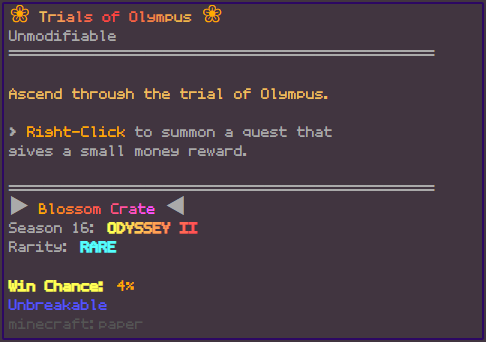 ❀ Trials of Olympus ❀
Unmodifiable
Ascend through the trial of Olympus.
> Right-Click to summon a quest that
gives a small money reward.
▶ Blossom Crate ◀
Season 16: ODYSSEY II
Rarity: RARE
Win Chance: 4%
Unbreakable
minecraft:paper